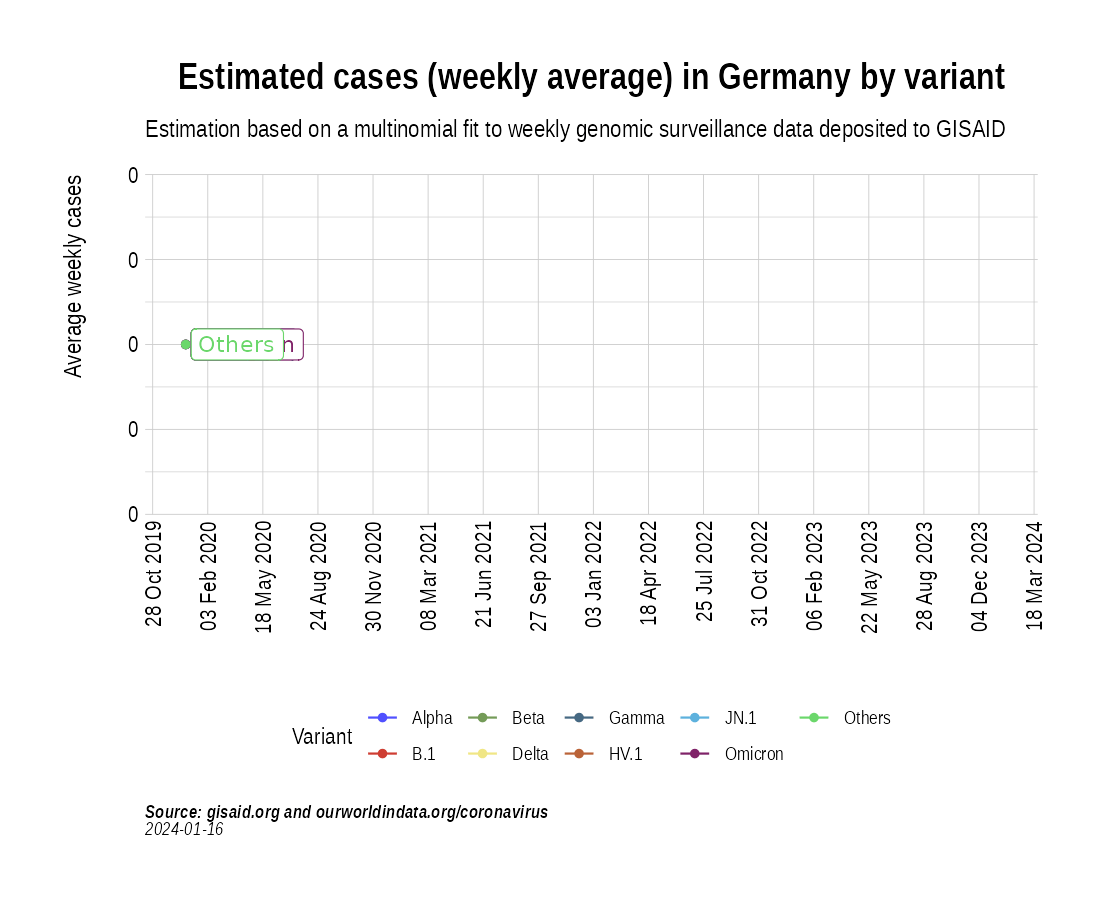 Estimated cases (weekly average) in Germany by variant
Estimation based on a multinomial fit to weekly genomic surveillance data deposited to GISAID
Average weekly cases
0
0
0
0
0
Others
n
28 Oct 2019
03 Feb 2020
18 May 2020
24 Aug 2020
30 Nov 2020
08 Mar 2021
21 Jun 2021
27 Sep 2021
03 Jan 2022
18 Apr 2022
25 Jul 2022
31 Oct 2022
06 Feb 2023
22 May 2023
28 Aug 2023
04 Dec 2023
18 Mar 2024
Variant
Alpha Beta Gamma JN.1 Others
B.1 Delta HV.1 Omicron
Source: gisaid.org and ourworldindata.org/coronavirus
2024-01-16